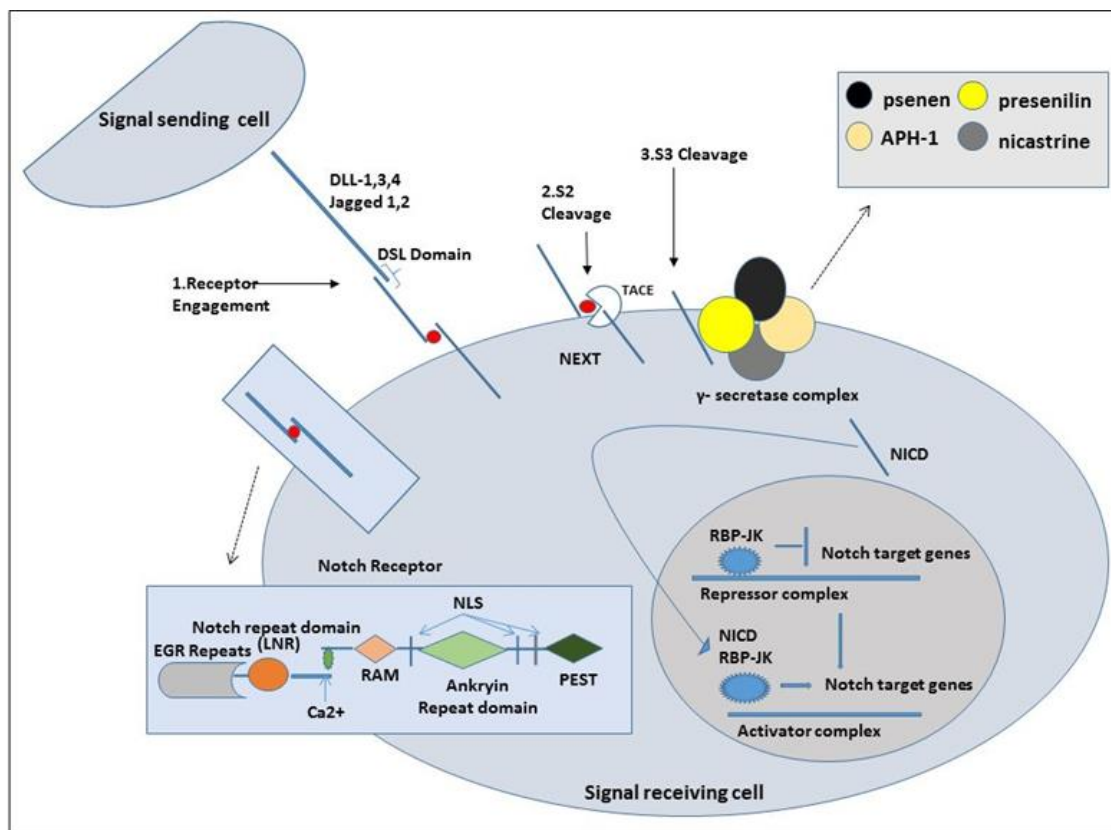 Signal sending cell
DLL-1,3,4
Jagged 1,2
DSL Domain
1.Receptor
Engagement
2.S2
Cleavage
TACE
NEXT
3.S3 Cleavage
psenen
presenilin
APH-1
nicastrine
γ- secretase complex
NICD
RBP-JK
Notch target genes
Repressor complex
NICD
RBP-JK
Notch target genes
Activator complex
Notch Receptor
Notch repeat domain
(LNR)
EGR Repeats
Ca2+
RAM
NLS
Ankryin
Repeat domain
PEST
Signal receiving cell